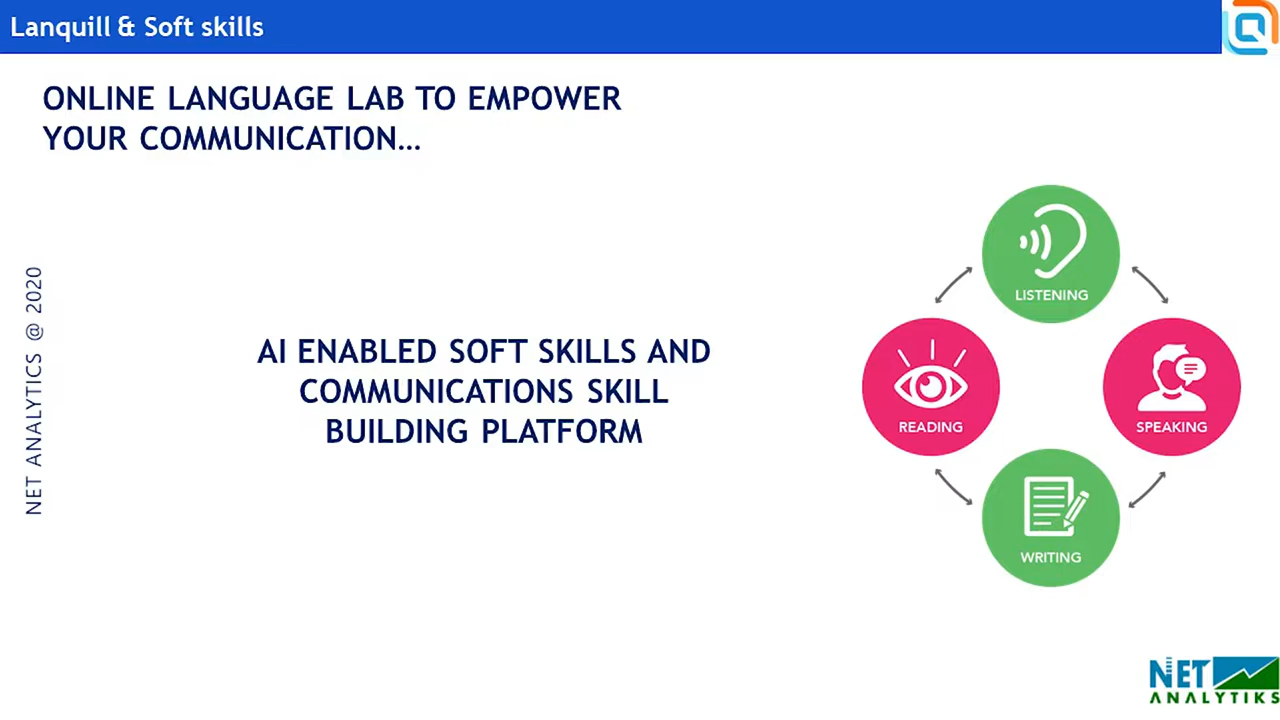 Lanquill & Soft skills
ONLINE LANGUAGE LAB TO EMPOWER
YOUR COMMUNICATION...
NET ANALYTICS @ 2020
AI ENABLED SOFT SKILLS AND
COMMUNICATIONS SKILL
BUILDING PLATFORM
LISTENING
READING
SPEAKING
WRITING
NET
ANALYTIKS